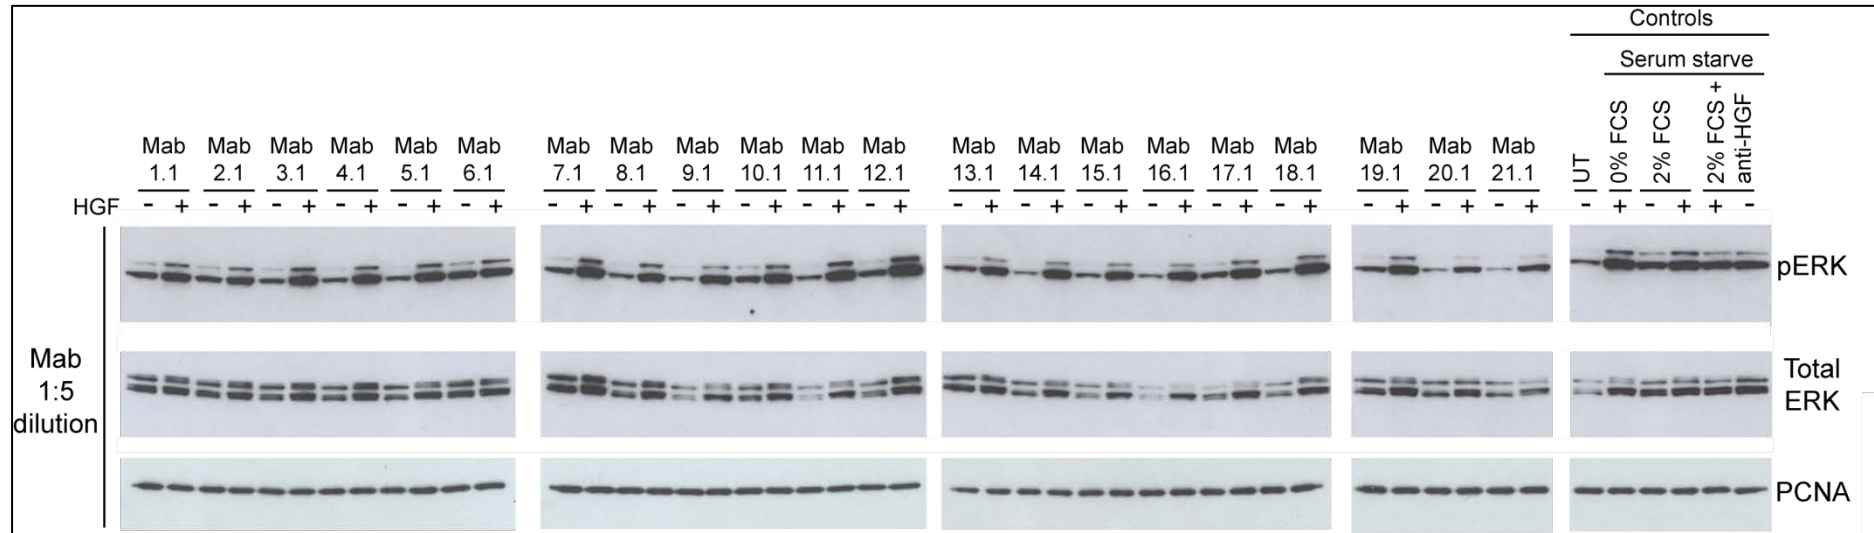 Controls
Serum starve
UT
0% FCS
2% FCS
2% FCS +
anti-HGF
Mab Mab Mab Mab Mab Mab Mab Mab Mab Mab Mab Mab Mab Mab Mab Mab Mab Mab Mab Mab Mab
1.1 2.1 3.1 4.1 5.1 6.1 7.1 8.1 9.1 10.1 11.1 12.1 13.1 14.1 15.1 16.1 17.1 18.1 19.1 20.1 21.1
HGF - + - + - + - + - + - + - + - + - + - + - + - + - + - + - + - + - + - + - + - + - + - + - + + -
pERK
Mab
1:5
dilution
Total
ERK
PCNA